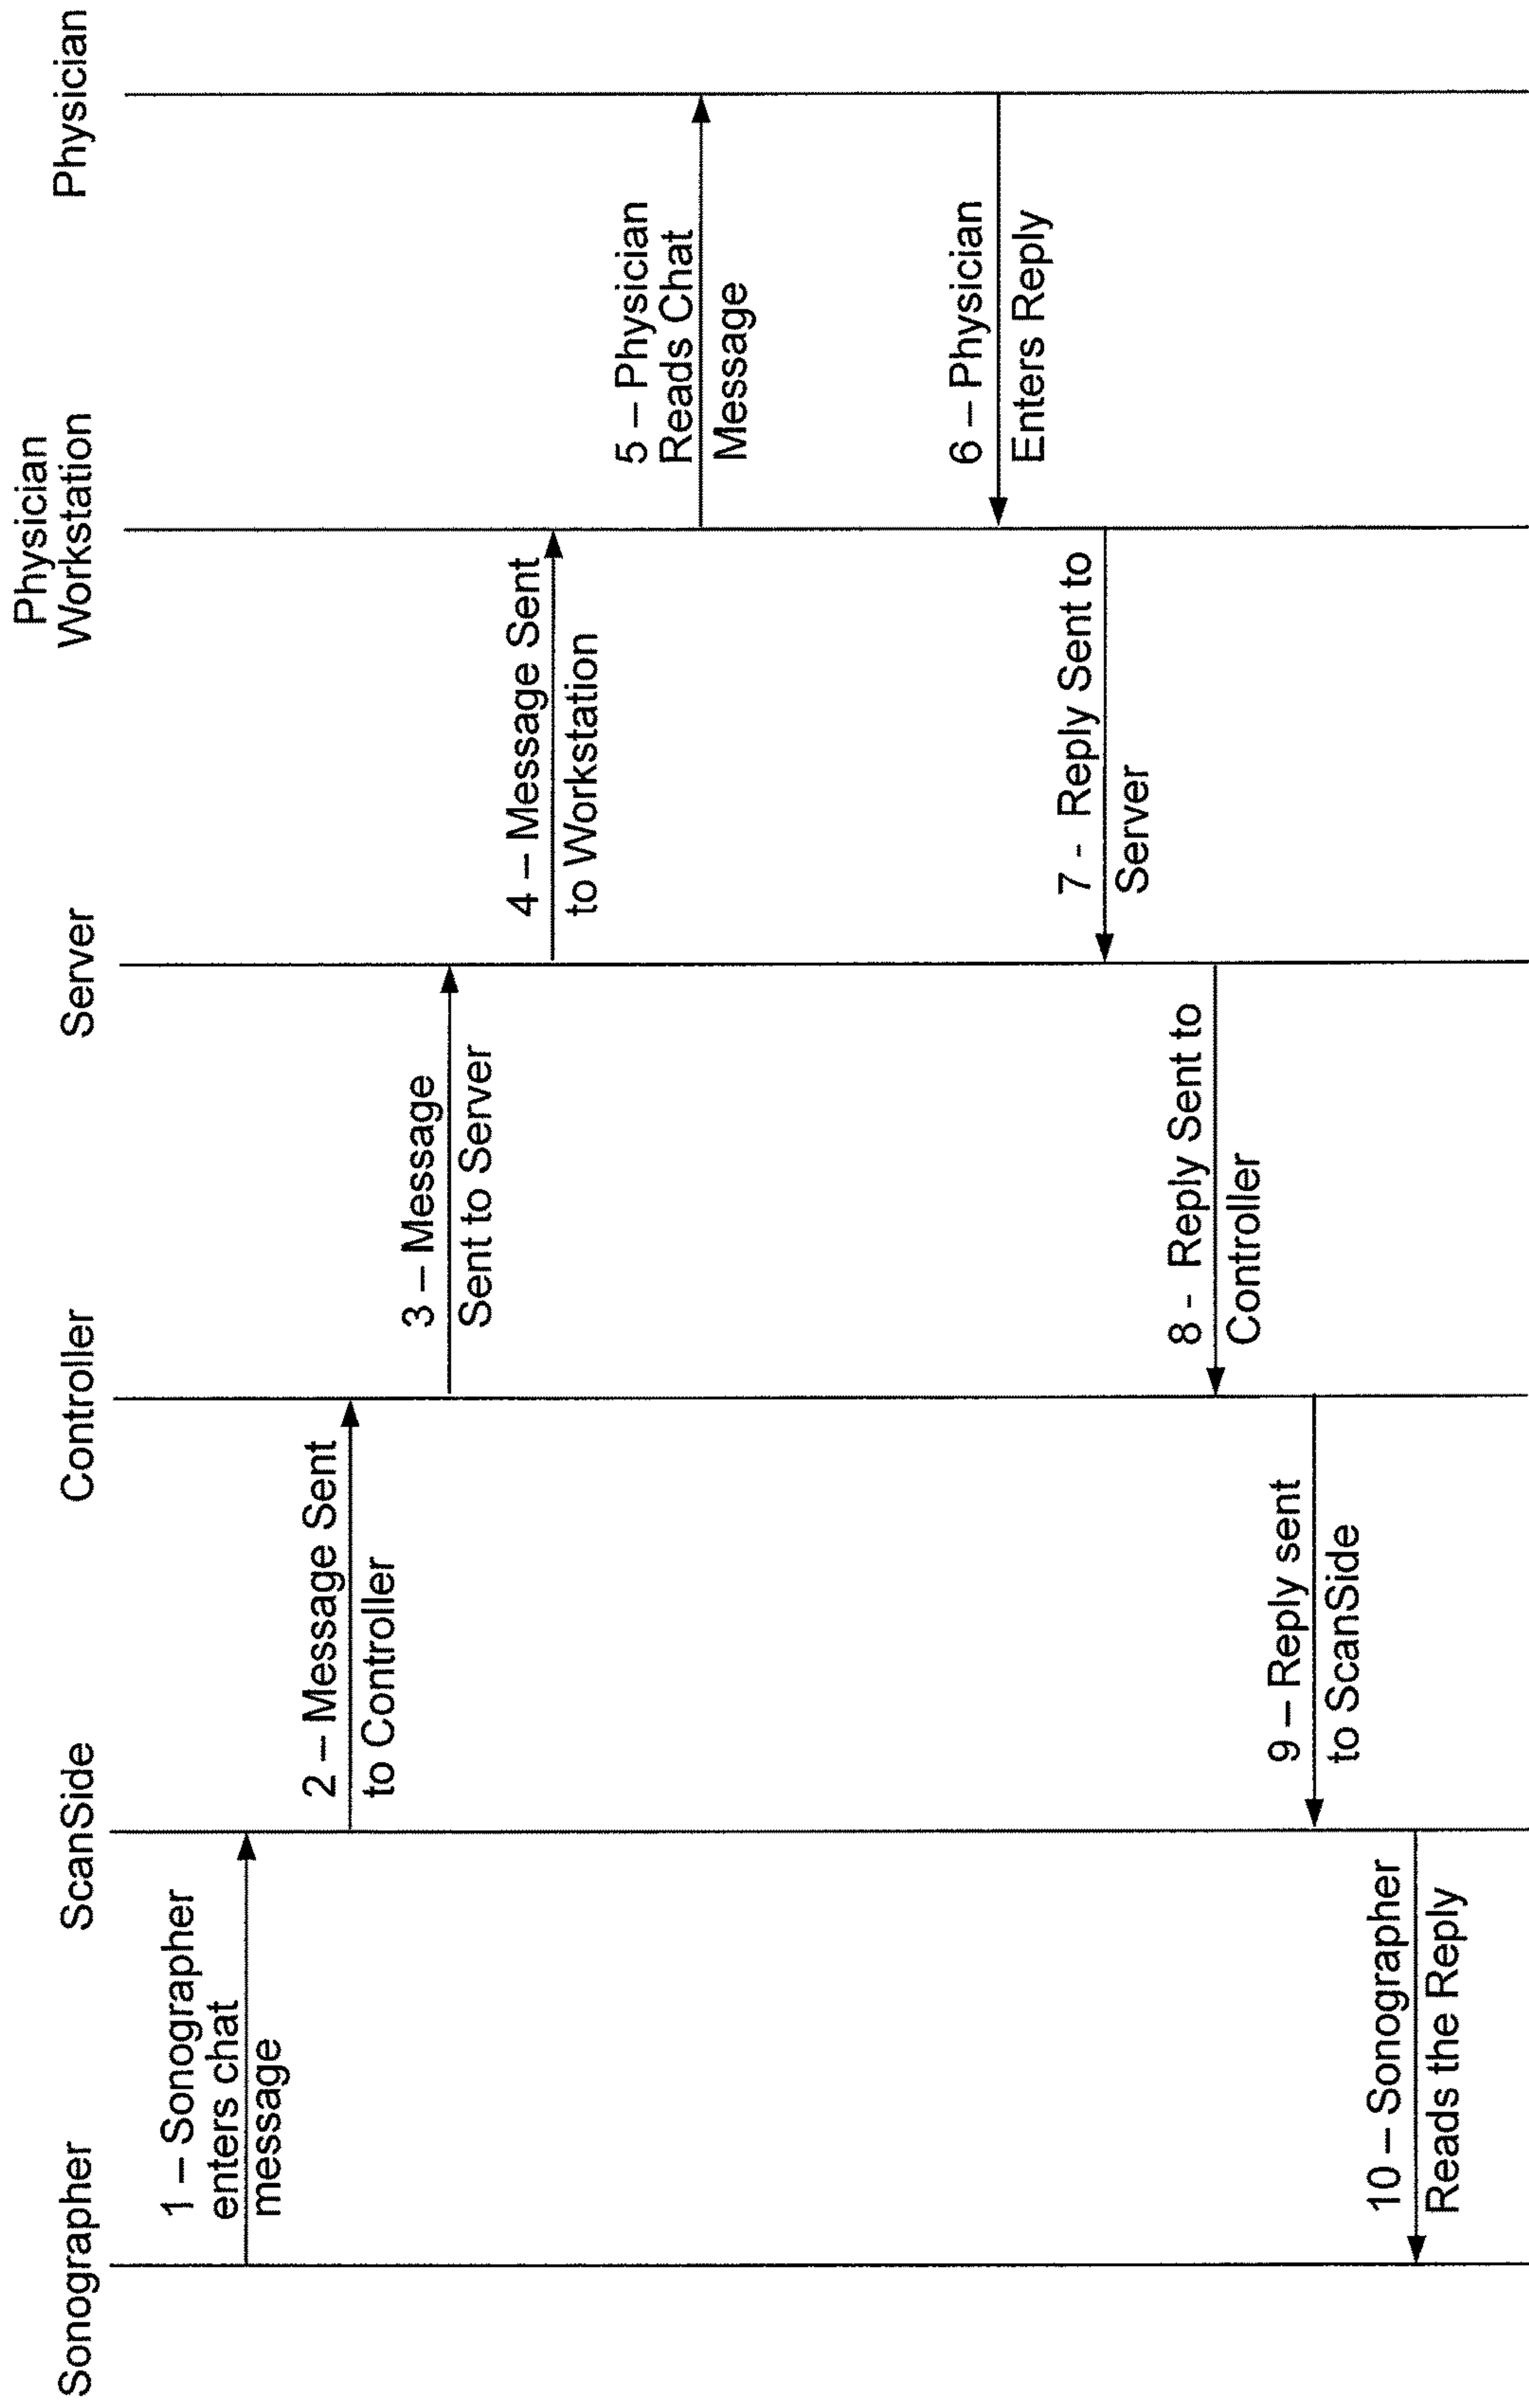 Sonographer
ScanSide
Controller
Server
Physician
Workstation
Physician
1 – Sonographer
enters chat
message
2 – Message Sent
to Controller
3 – Message
Sent to Server
4 – Message Sent
to Workstation
5 – Physician
Reads Chat
Message
6 – Physician
Enters Reply
7 - Reply Sent to
Server
8 - Reply Sent to
Controller
9 – Reply sent
to ScanSide
10 – Sonographer
Reads the Reply